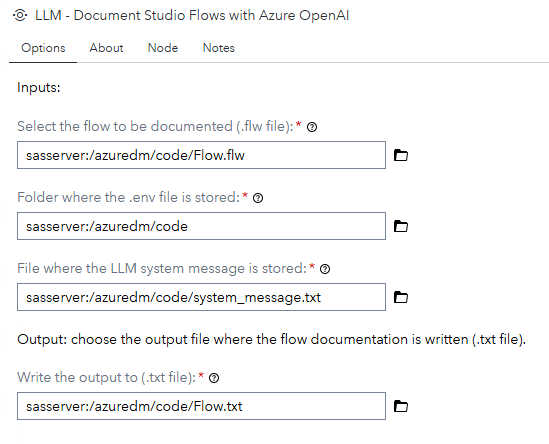 LLM - Document Studio Flows with Azure OpenAI
Options About Node Notes
Inputs:
Select the flow to be documented (.flw file): *
sasserver:/azuredm/code/Flow.flw
Folder where the .env file is stored: *
sasserver:/azuredm/code
File where the LLM system message is stored: *
sasserver:/azuredm/code/system_message.txt
Output: choose the output file where the flow documentation is written (.txt file).
Write the output to (.txt file): *
sasserver:/azuredm/code/Flow.txt